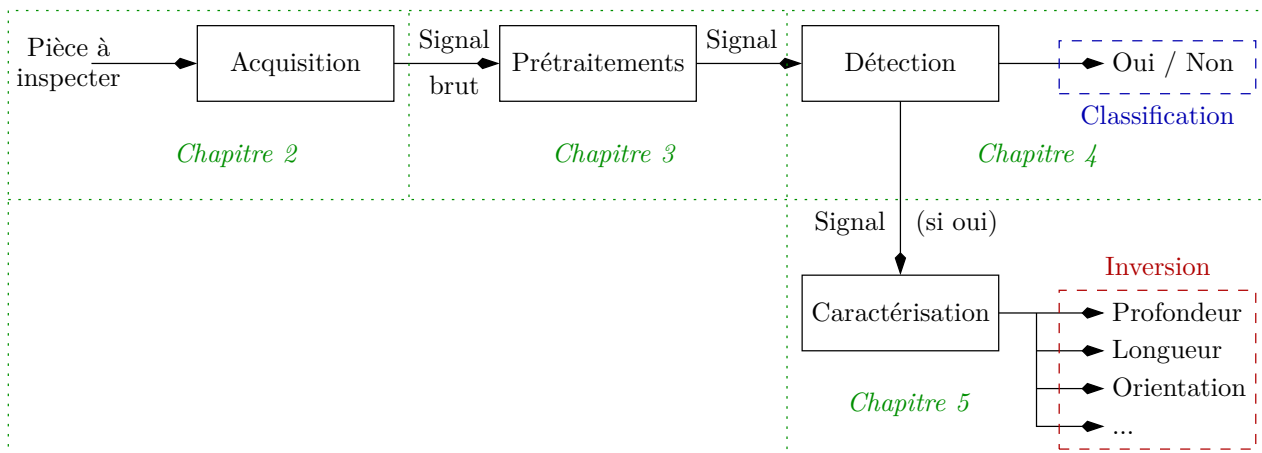 Pièce à
inspecter
Acquisition
Signal
brut
Prétraitements
Signal
Détection
Oui / Non
Classification
Chapitre 2
Chapitre 3
Chapitre 4
Signal
(si oui)
Inversion
Caractérisation
Profondeur
Longueur
Orientation
...
Chapitre 5